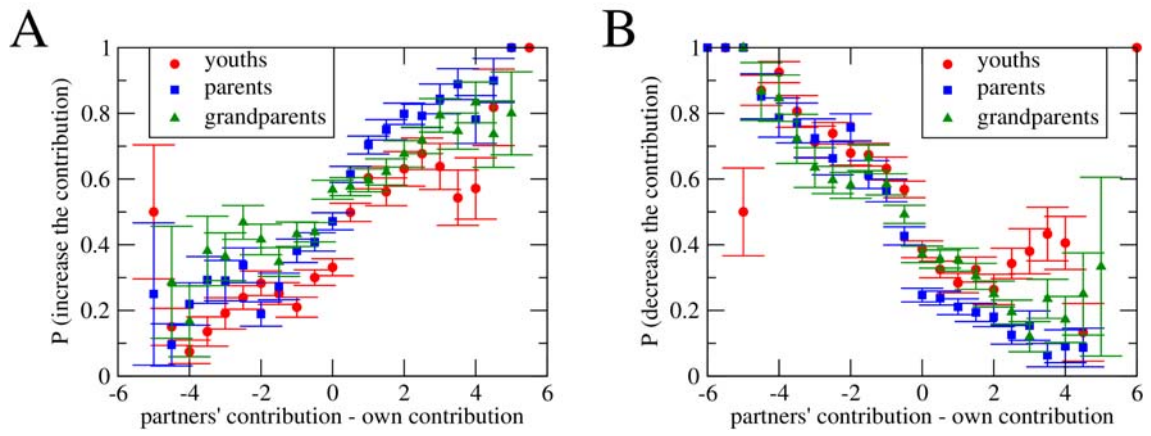 A
B
P (increase the contribution)
1
0.8
0.6
0.4
0.2
0
youths
parents
grandparents
-6 -4 -2 0 2 4 6
partners' contribution - own contribution
P (decrease the contribution)
1
0.8
0.6
0.4
0.2
0
youths
parents
grandparents
-6 -4 -2 0 2 4 6
partners' contribution - own contribution